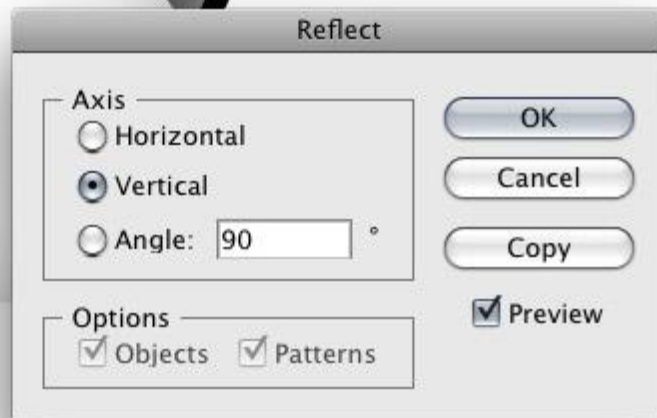 Reflect
Axis
Horizontal
Vertical
Angle: 90 °
OK
Cancel
Copy
Preview
Options
Objects Patterns